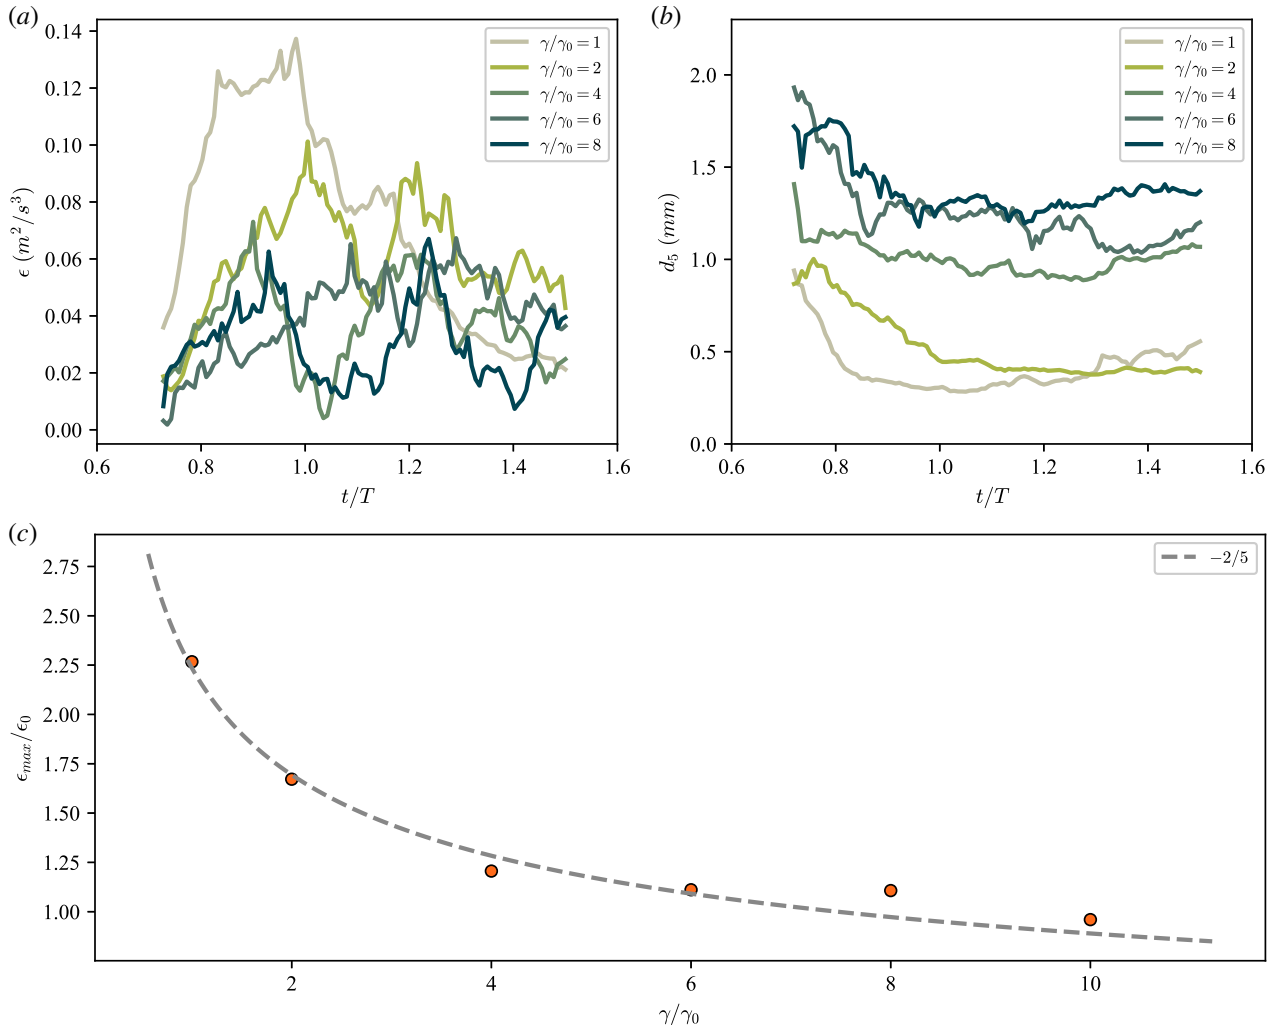 (a)
ϵ (m²/s³)
0.14
0.12
0.10
0.08
0.06
0.04
0.02
0.00
0.6 0.8 1.0 1.2 1.4 1.6
t/T
γ/γ₀ = 1
γ/γ₀ = 2
γ/γ₀ = 4
γ/γ₀ = 6
γ/γ₀ = 8
(b)
d₅ (mm)
2.0
1.5
1.0
0.5
0.0
0.6 0.8 1.0 1.2 1.4 1.6
t/T
γ/γ₀ = 1
γ/γ₀ = 2
γ/γ₀ = 4
γ/γ₀ = 6
γ/γ₀ = 8
(c)
ϵₘₐₓ/ϵ₀
2.75
2.50
2.25
2.00
1.75
1.50
1.25
1.00
2 4 6 8 10
γ/γ₀
−2/5